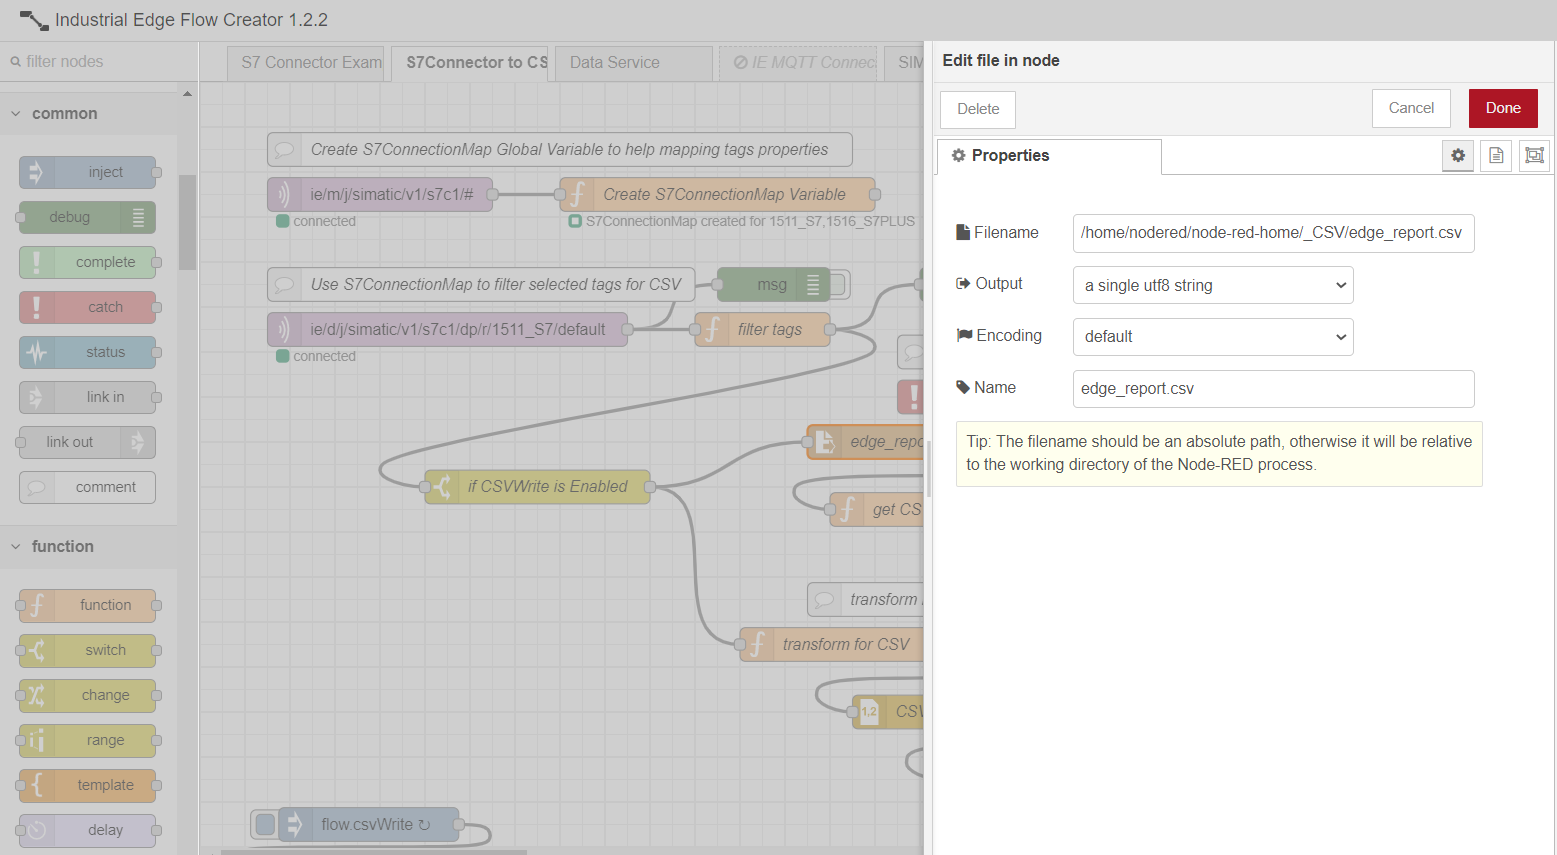 Industrial Edge Flow Creator 1.2.2
filter nodes
S7 Connector Exam
S7Connector to CS
Data Service
IE MQTT Connec
SIM
common
inject
debug
complete
catch
status
link in
link out
comment
function
function
switch
change
range
template
delay
Create S7ConnectionMap Global Variable to help mapping tags properties
ie/m/j/simatic/v1/s7c1/#
Create S7ConnectionMap Variable
connected
S7ConnectionMap created for 1511_S7,1516_S7PLUS
Use S7ConnectionMap to filter selected tags for CSV
msg
ie/d/j/simatic/v1/s7c1/dp/r/1511_S7/default
filter tags
connected
edge_repo
if CSVWrite is Enabled
get CS
transform
transform for CSV
1,2
CSV
flow.csvWrite ↻
Edit file in node
Delete
Cancel
Done
Properties
Filename
/home/nodered/node-red-home/_CSV/edge_report.csv
Output
a single utf8 string
Encoding
default
Name
edge_report.csv
Tip: The filename should be an absolute path, otherwise it will be relative
to the working directory of the Node-RED process.